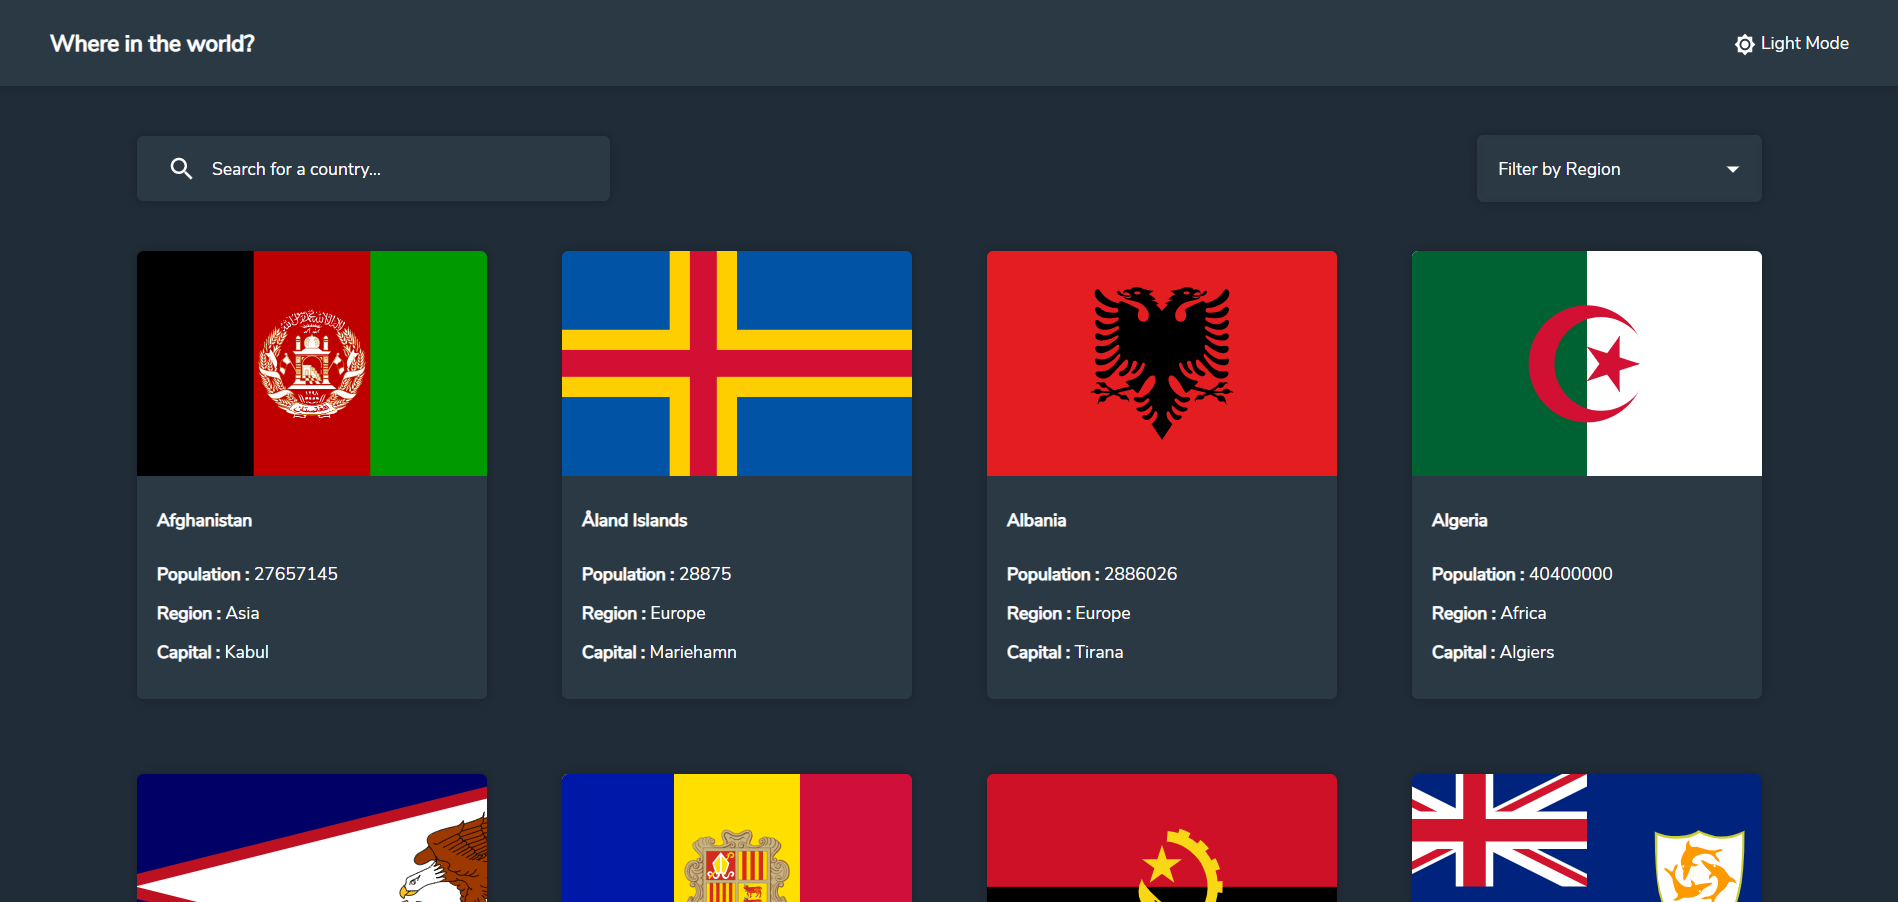 Where in the world?
Light Mode
Search for a country...
Filter by Region
Afghanistan
Population : 27657145
Region : Asia
Capital : Kabul
Åland Islands
Population : 28875
Region : Europe
Capital : Mariehamn
Albania
Population : 2886026
Region : Europe
Capital : Tirana
Algeria
Population : 40400000
Region : Africa
Capital : Algiers